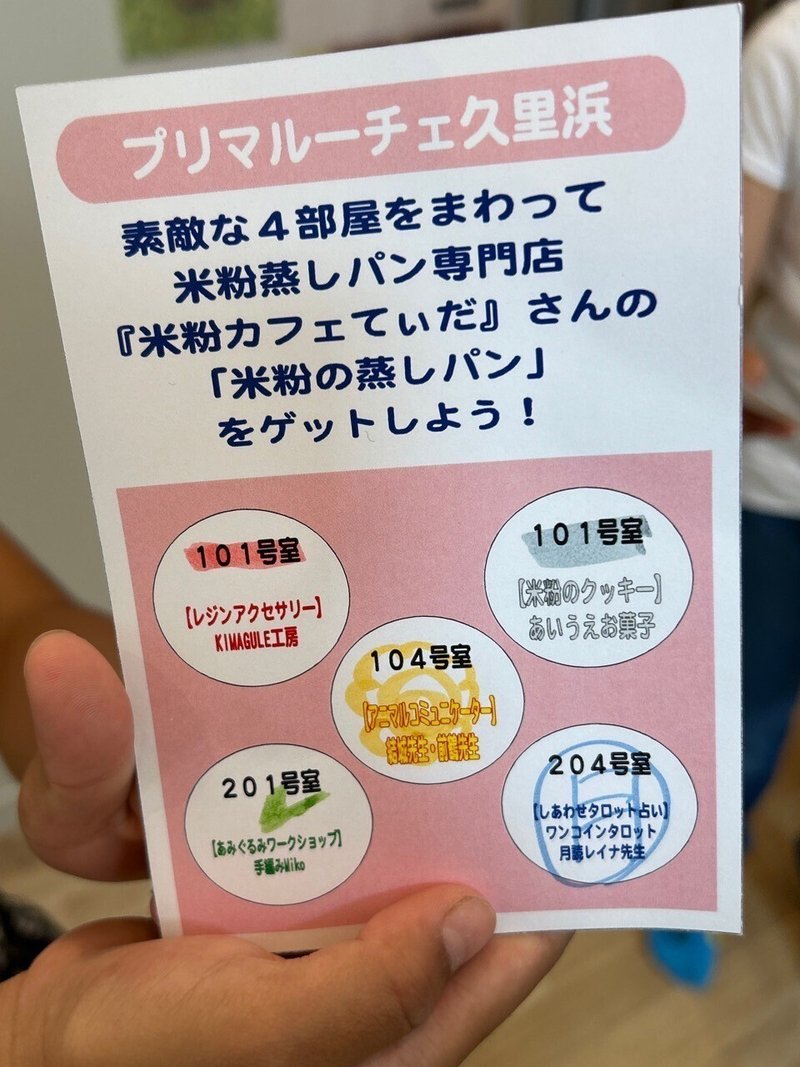 プリマルーチェ久里浜
素敵な４部屋をまわって
米粉蒸しパン専門店
『米粉カフェてぃだ』さんの
「米粉の蒸しパン」
をゲットしよう！
１０１号室
【レジンアクセサリー】
KIMAGULE工房
１０１号室
【米粉のクッキー】
あいうえお菓子
１０４号室
【アニマルコミュニケーター】
結城先生・前鶴先生
２０１号室
【あみぐるみワークショップ】
手編みMiko
２０４号室
【しあわせタロット占い】
ワンコインタロット
レイナ先生